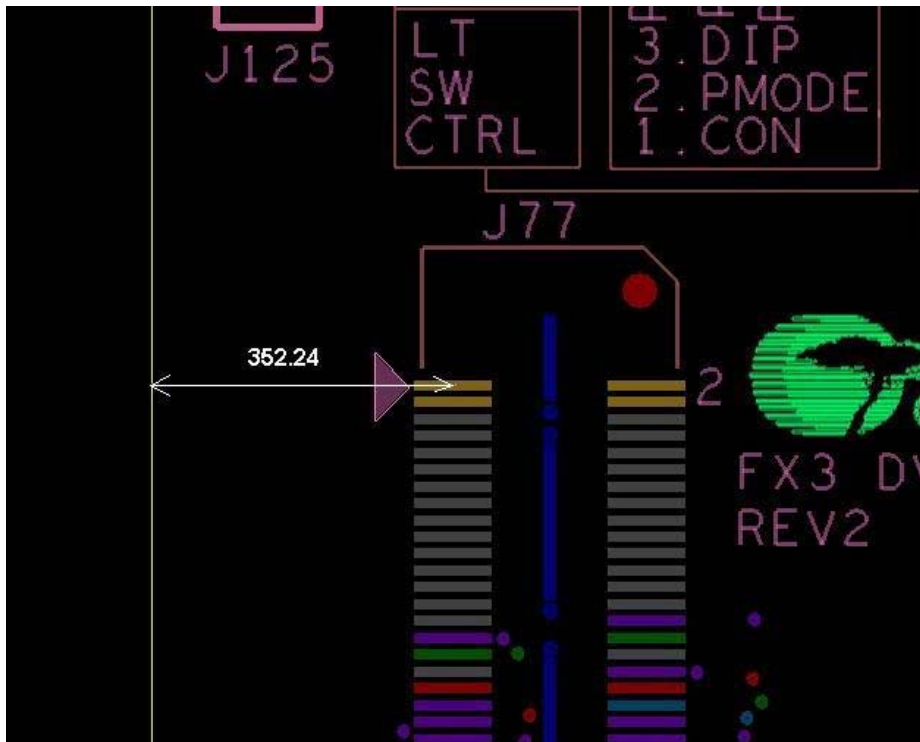 J125
LT
SW
CTRL
3.DIP
2.PMODE
1.CON
J77
352.24
2
FX3
REV2